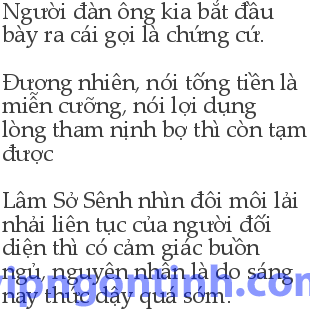 Người đàn ông kia bắt đầu
bày ra cái gọi là chứng cứ.
Đương nhiên, nói tống tiền là
miễn cưỡng, nói lợi dụng
lòng tham nịnh bợ thì còn tạm
được
Lâm Sở Sênh nhìn đôi môi lải
nhải liên tục của người đối
diện thì có cảm giác buồn
ngủ, nguyên nhân là do sáng
nay thức dậy quá sớm.
vipngantinh.com